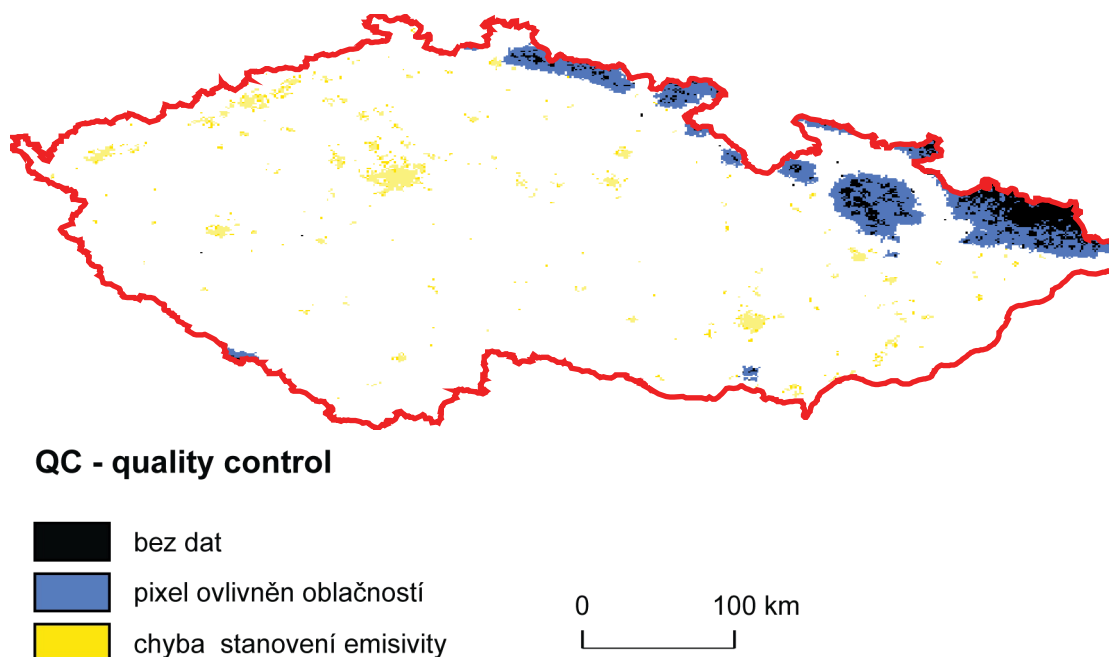 QC - quality control
bez dat
pixel ovlivněn oblačností
chyba stanovení emisivity
0 100 km